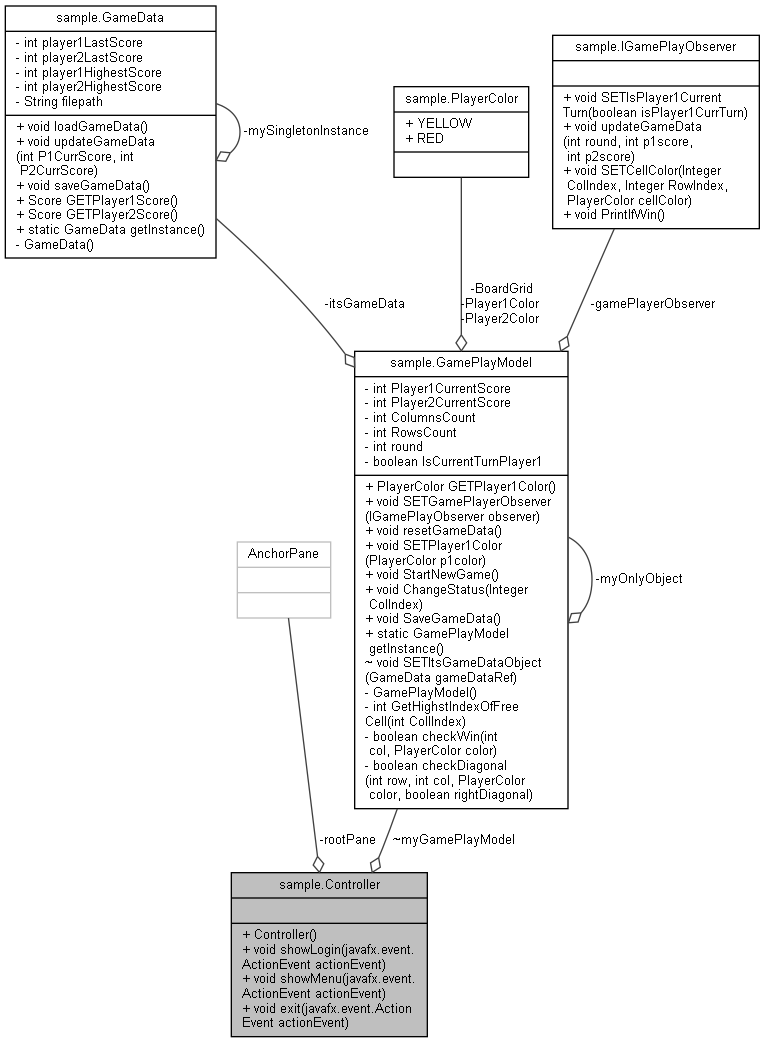 sample.GameData
- int player1LastScore
- int player2LastScore
- int player1HighestScore
- int player2HighestScore
- String filepath
+ void loadGameData()
+ void updateGameData
(int P1CurrScore, int
P2CurrScore)
+ void saveGameData()
+ Score GETPlayer1Score()
+ Score GETPlayer2Score()
+ static GameData getInstance()
- GameData()
-mySingletonInstance
sample.PlayerColor
+ YELLOW
+ RED
sample.IGamePlayObserver
+ void SETIsPlayer1Current
Turn(boolean isPlayer1CurrTurn)
+ void updateGameData
(int round, int p1score,
int p2score)
+ void SETCellColor(Integer
ColIndex, Integer RowIndex,
PlayerColor cellColor)
+ void PrintIfWin()
-itsGameData
-BoardGrid
-Player1Color
-Player2Color
-gamePlayerObserver
sample.GamePlayModel
- int Player1CurrentScore
- int Player2CurrentScore
- int ColumnsCount
- int RowsCount
- int round
- boolean IsCurrentTurnPlayer1
+ PlayerColor GETPlayer1Color()
+ void SETGamePlayerObserver
(IGamePlayObserver observer)
+ void resetGameData()
+ void SETPlayer1Color
(PlayerColor p1color)
+ void StartNewGame()
+ void ChangeStatus(Integer
ColIndex)
+ void SaveGameData()
+ static GamePlayModel
getInstance()
~ void SETItsGameDataObject
(GameData gameDataRef)
- GamePlayModel()
- int GetHighstIndexOfFree
Cell(int CollIndex)
- boolean checkWin(int
col, PlayerColor color)
- boolean checkDiagonal
(int row, int col, PlayerColor
color, boolean rightDiagonal)
-myOnlyObject
AnchorPane
-rootPane
~myGamePlayModel
sample.Controller
+ Controller()
+ void showLogin(javafx.event.
ActionEvent actionEvent)
+ void showMenu(javafx.event.
ActionEvent actionEvent)
+ void exit(javafx.event.Action
Event actionEvent)